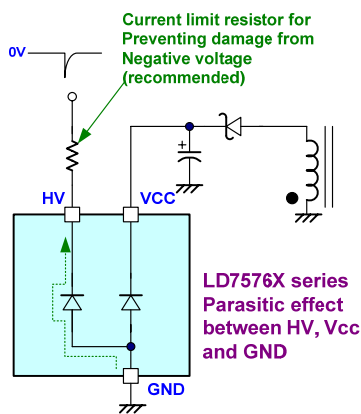 Current limit resistor for
Preventing damage from
Negative voltage
(recommended)
0V
+
HV
VCC
LD7576X series
Parasitic effect
between HV, Vcc
and GND
GND